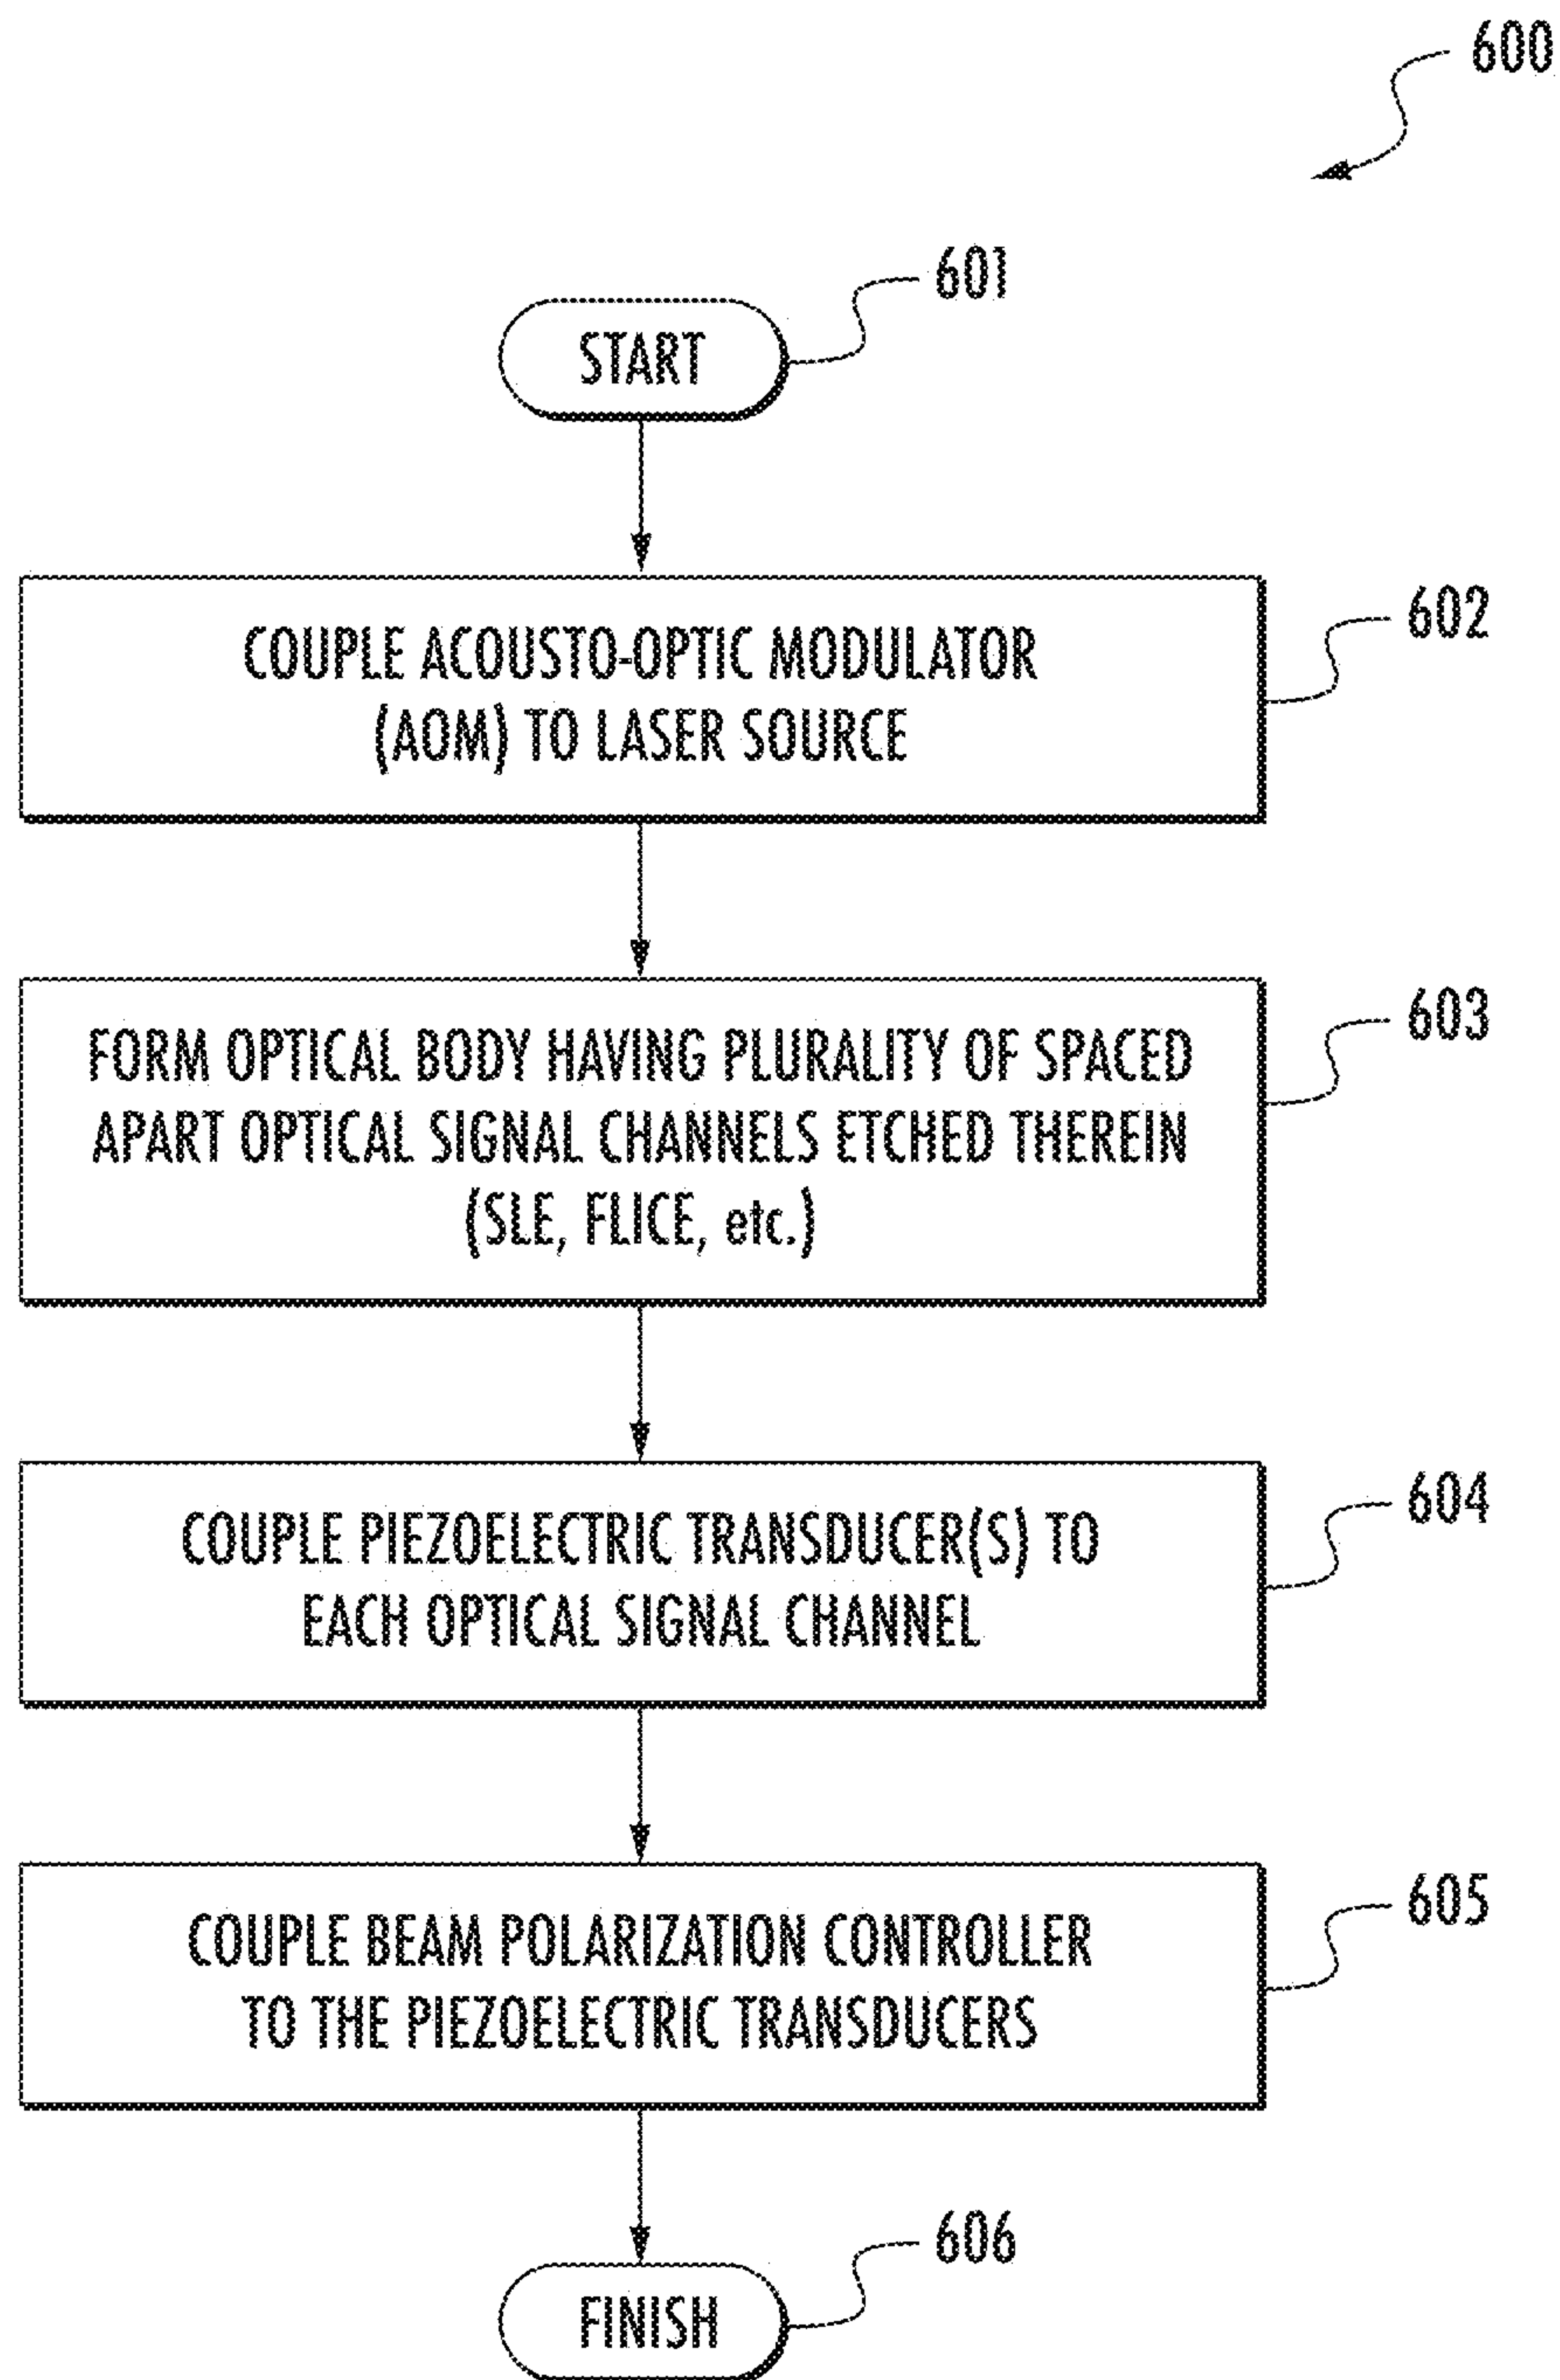 600
601
START
602
COUPLE ACOUSTO-OPTIC MODULATOR
(AOM) TO LASER SOURCE
603
FORM OPTICAL BODY HAVING PLURALITY OF SPACED
APART OPTICAL SIGNAL CHANNELS ETCHED THEREIN
(SLE, FLICE, etc.)
604
COUPLE PIEZOELECTRIC TRANSDUCER(S) TO
EACH OPTICAL SIGNAL CHANNEL
605
COUPLE BEAM POLARIZATION CONTROLLER
TO THE PIEZOELECTRIC TRANSDUCERS
606
FINISH